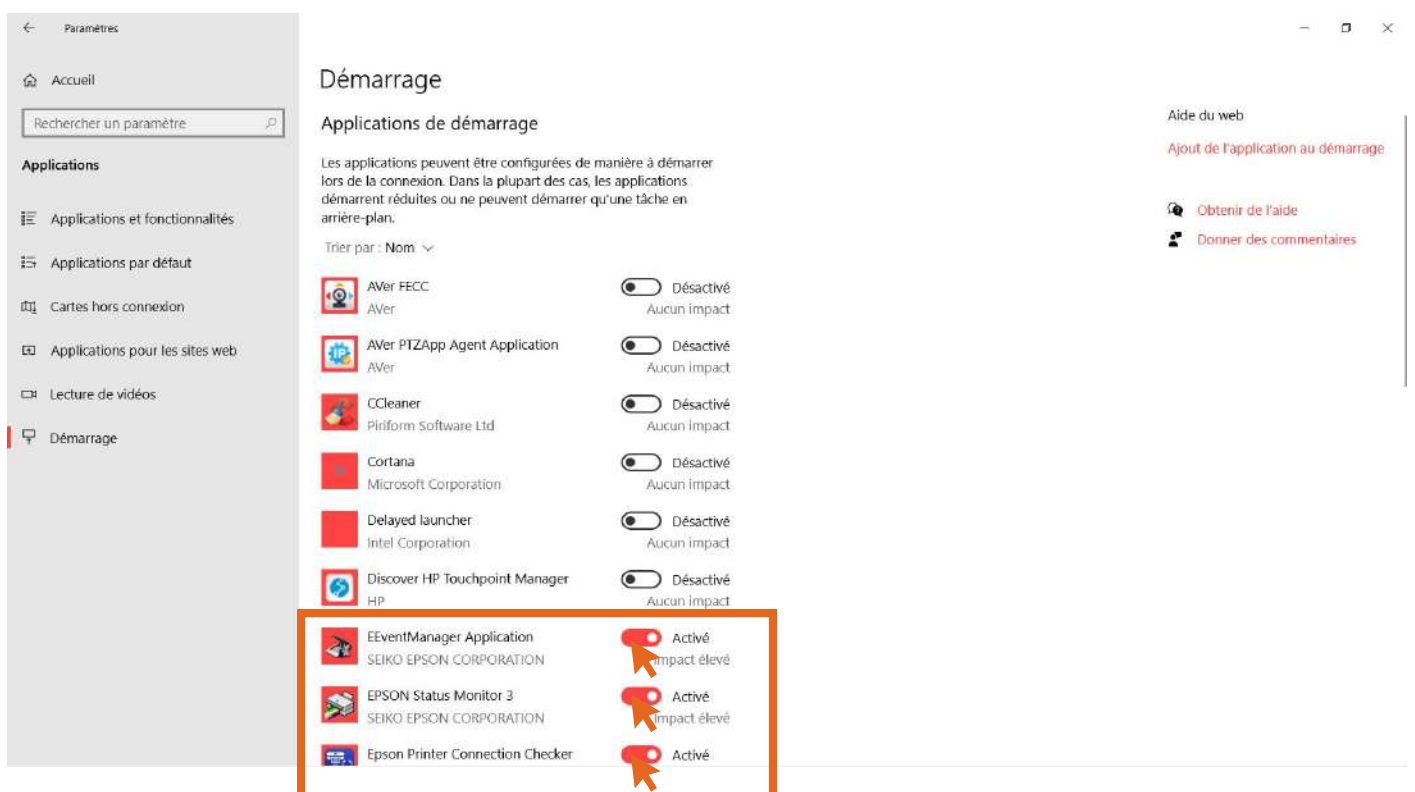 Paramètres
Accueil
Rechercher un paramètre
Applications
Applications et fonctionnalités
Applications par défaut
Cartes hors connexion
Applications pour les sites web
Lecture de vidéos
Démarrage
Démarrage
Applications de démarrage
Les applications peuvent être configurées de manière à démarrer
lors de la connexion. Dans la plupart des cas, les applications
démarrent réduites ou ne peuvent démarrer qu'une tâche en
arrière-plan.
Trier par : Nom
AVer FECC Désactivé
AVer Aucun impact
AVer PTZApp Agent Application Désactivé
AVer Aucun impact
CCleaner Désactivé
Piriform Software Ltd Aucun impact
Cortana Désactivé
Microsoft Corporation Aucun impact
Delayed launcher Désactivé
Intel Corporation Aucun impact
Discover HP Touchpoint Manager Désactivé
HP Aucun impact
EEventManager Application Activé
SEIKO EPSON CORPORATION Impact élevé
EPSON Status Monitor 3 Activé
SEIKO EPSON CORPORATION Impact élevé
Epson Printer Connection Checker Activé
Aide du web
Ajout de l'application au démarrage
Obtenir de l'aide
Donner des commentaires